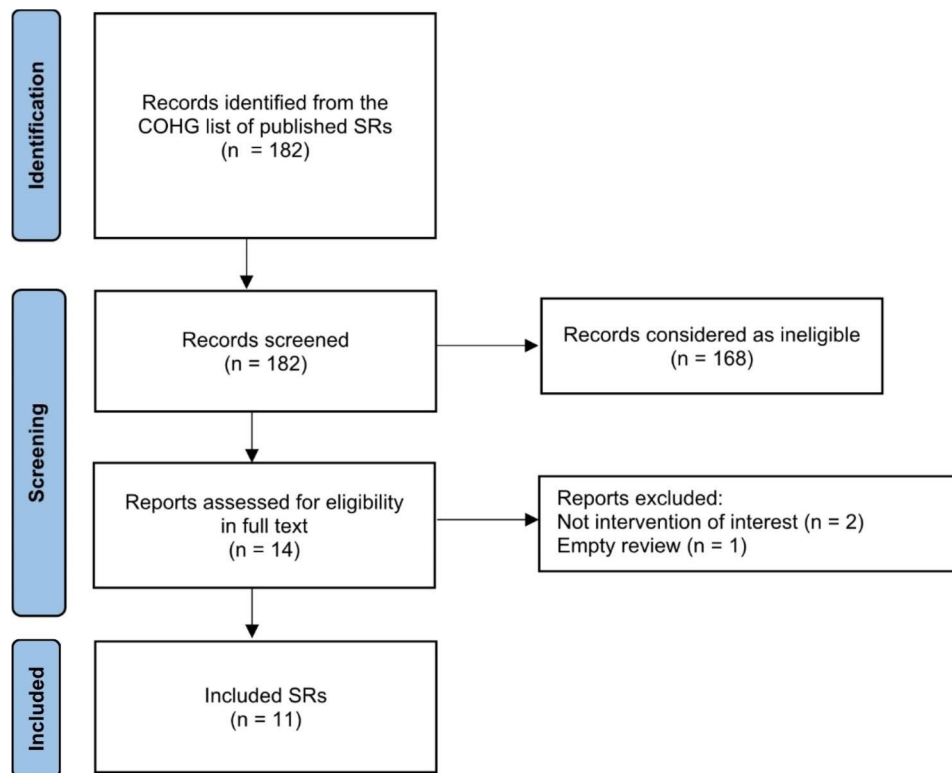 Identification
Records identified from the
COHG list of published SRs
(n = 182)
Screening
Records screened
(n = 182)
Records considered as ineligible
(n = 168)
Reports assessed for eligibility
in full text
(n = 14)
Reports excluded:
Not intervention of interest (n = 2)
Empty review (n = 1)
Included
Included SRs
(n = 11)